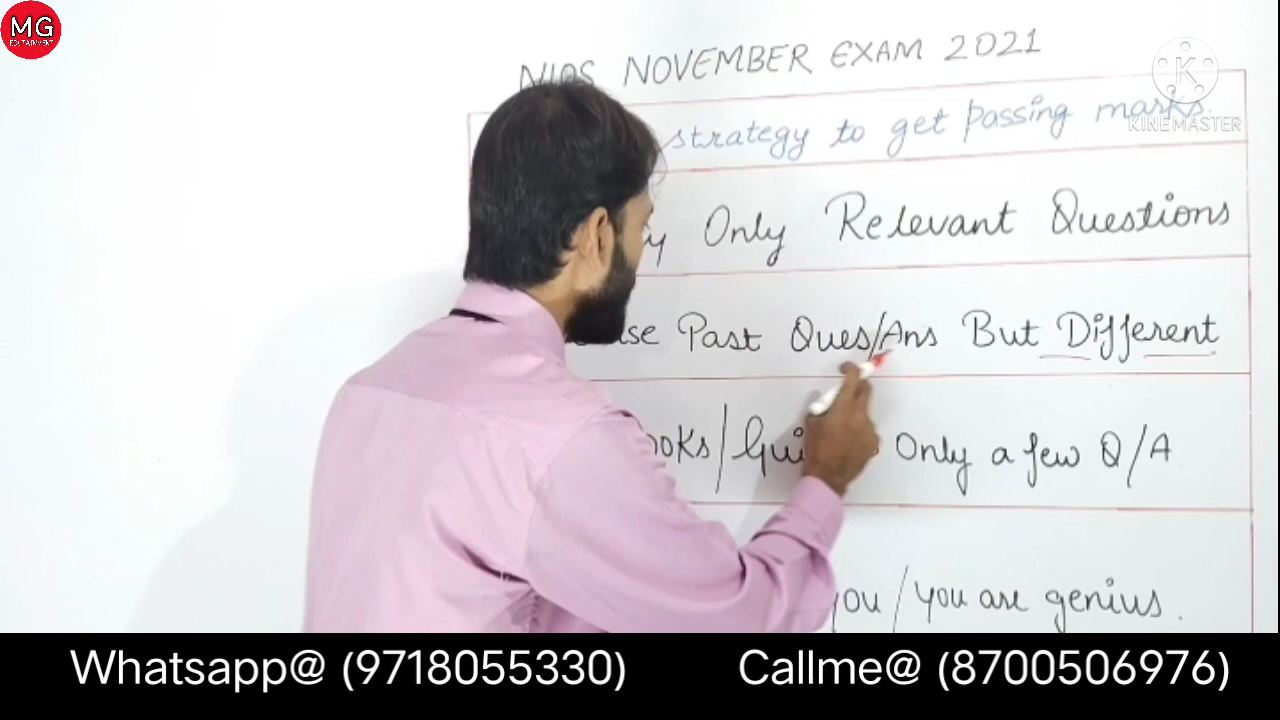 MG
EDUTAINMENT
NIOS NOVEMBER EXAM 2021
K
KINEMASTER
strategy to get passing marks.
Only Relevant Questions
Past Ques/Ans But Different
Only a few Q/A
you / you are genius.
Whatsapp@ (9718055330) Callme@ (8700506976)